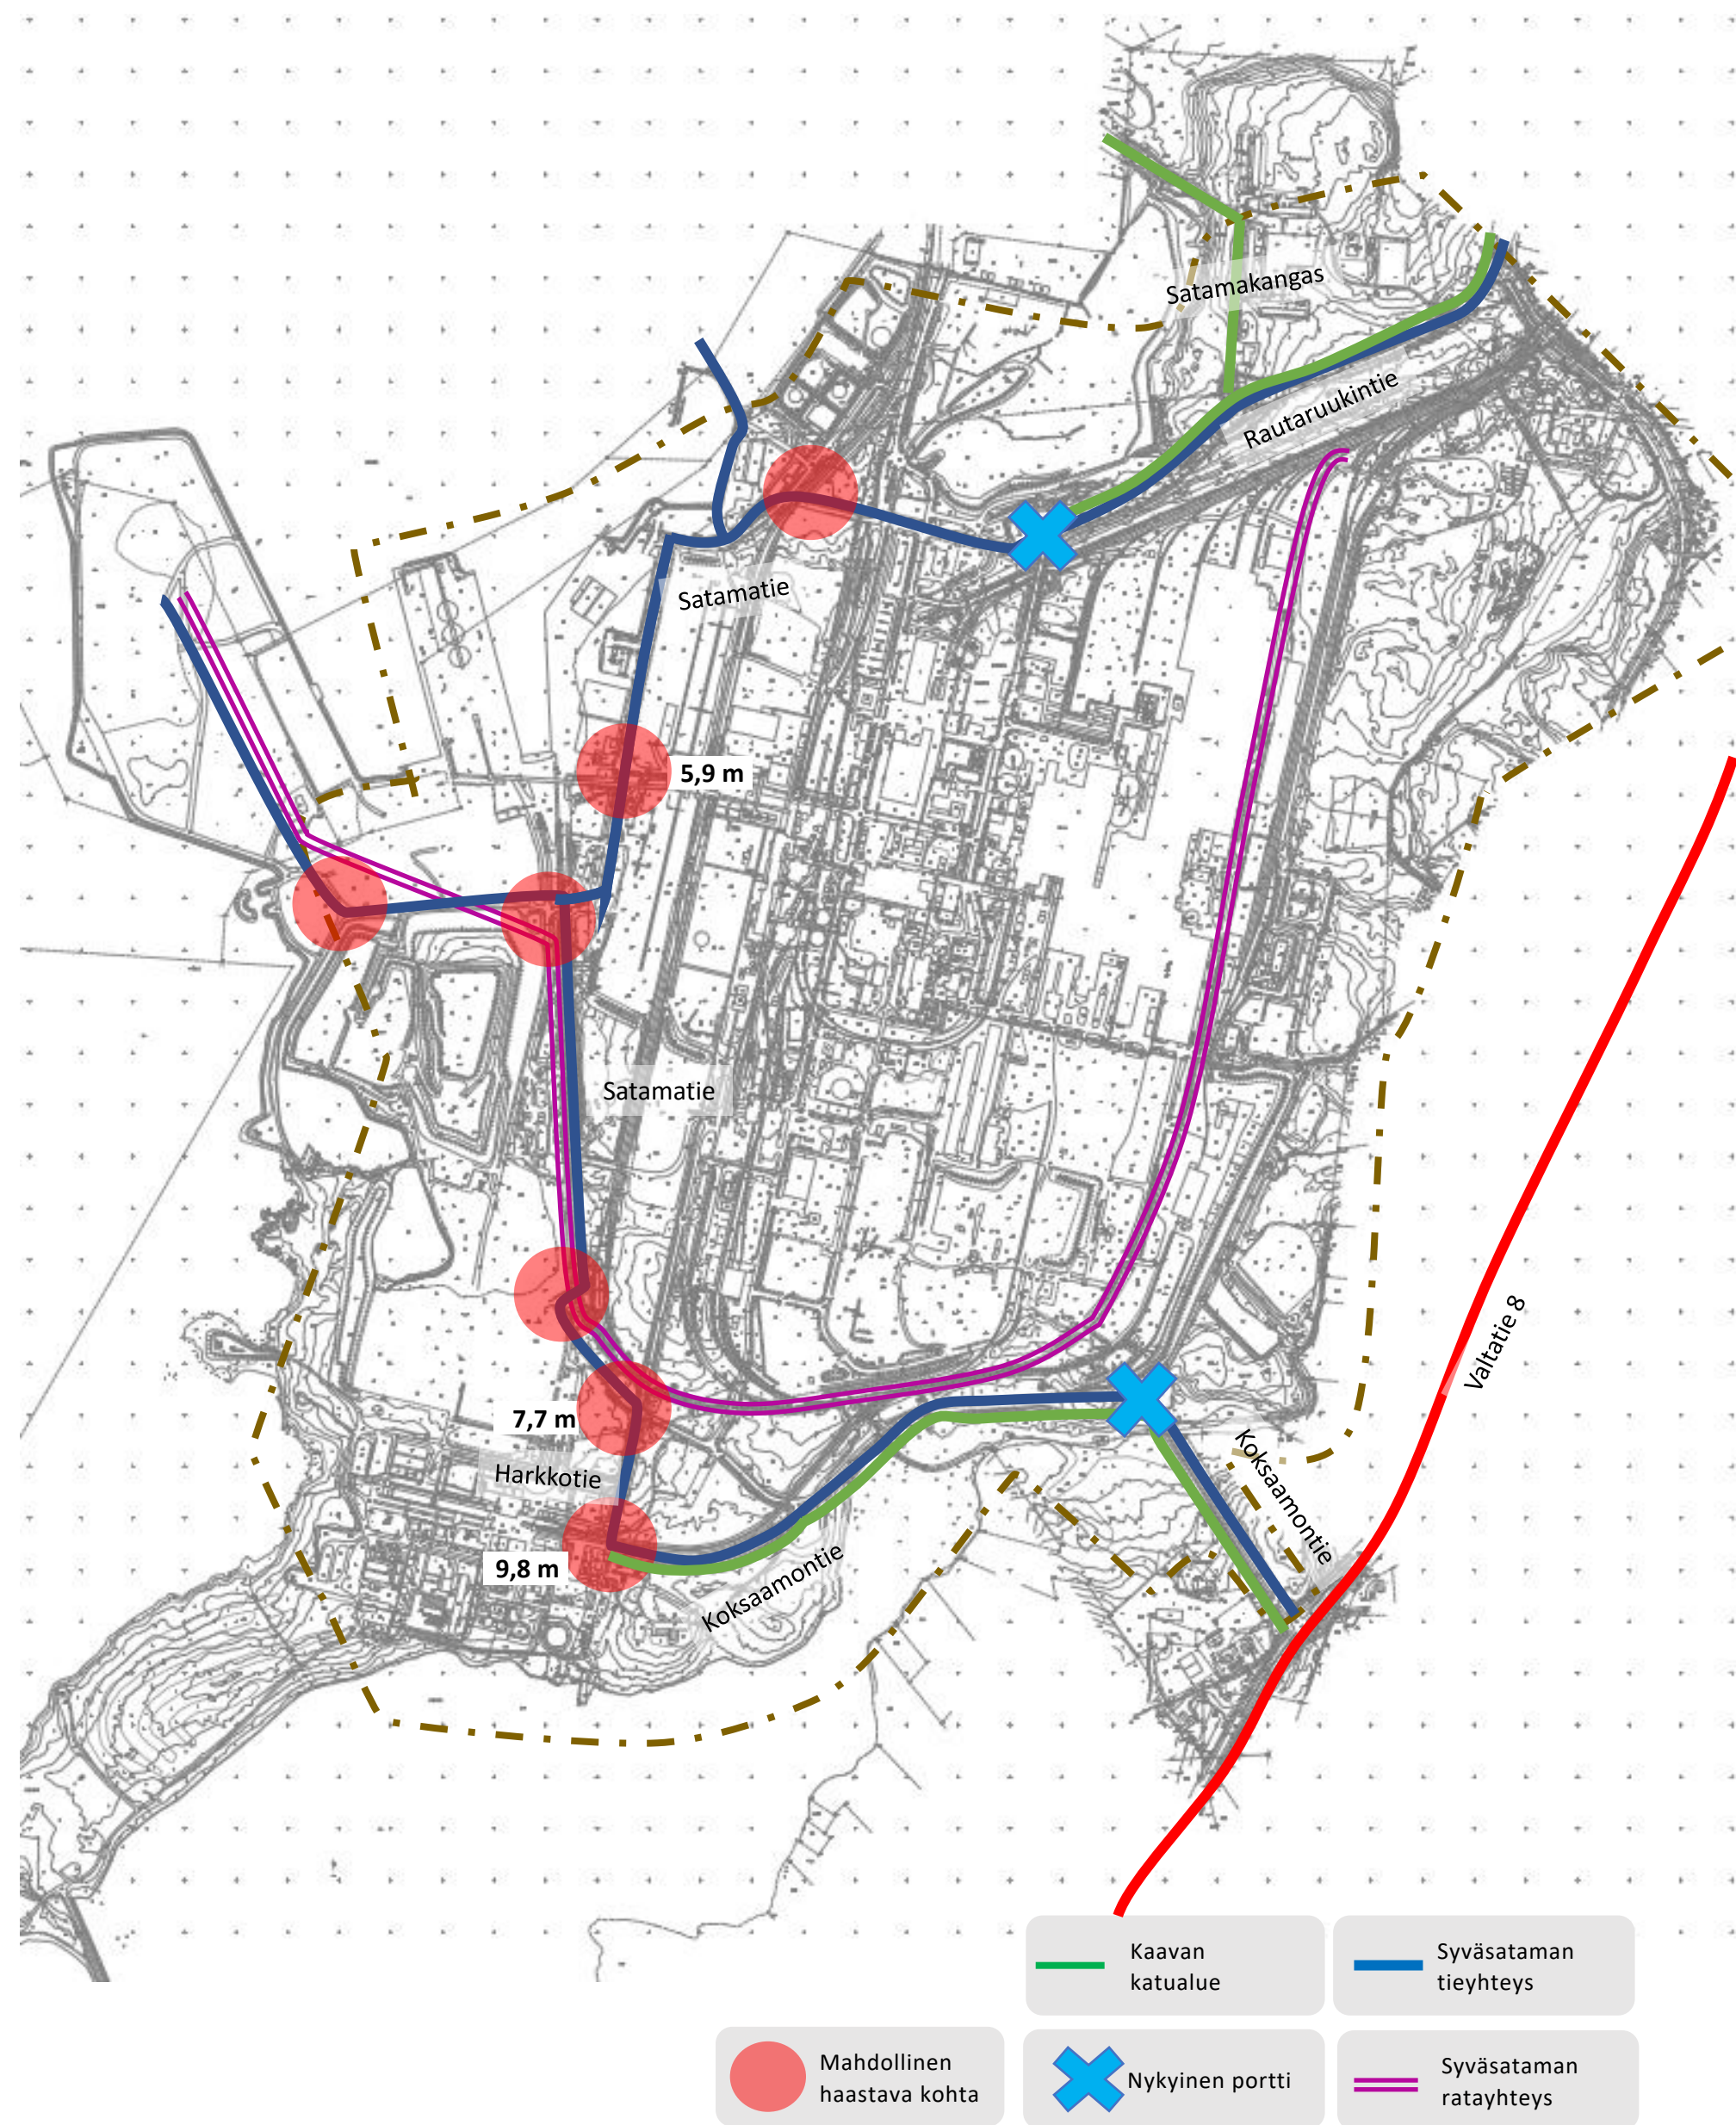 Satamakangas
Rautaruukintie
Satamatie
5,9 m
Satamatie
Valtatie 8
7,7 m
Koksaamontie
Harkkotie
9,8 m
Koksaamontie
Kaavan
katualue
Syväsataman
tieyhteys
Mahdollinen
haastava kohta
Nykyinen portti
Syväsataman
ratayhteys